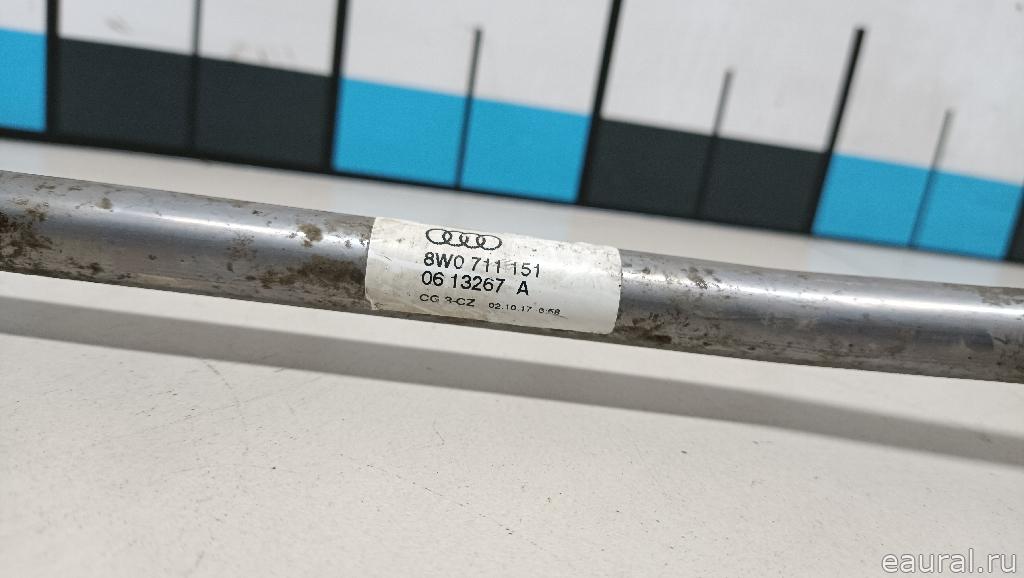 8W0 711 151
06 13267 A
CG 3-CZ 02.10.17 6:58
eaural.ru